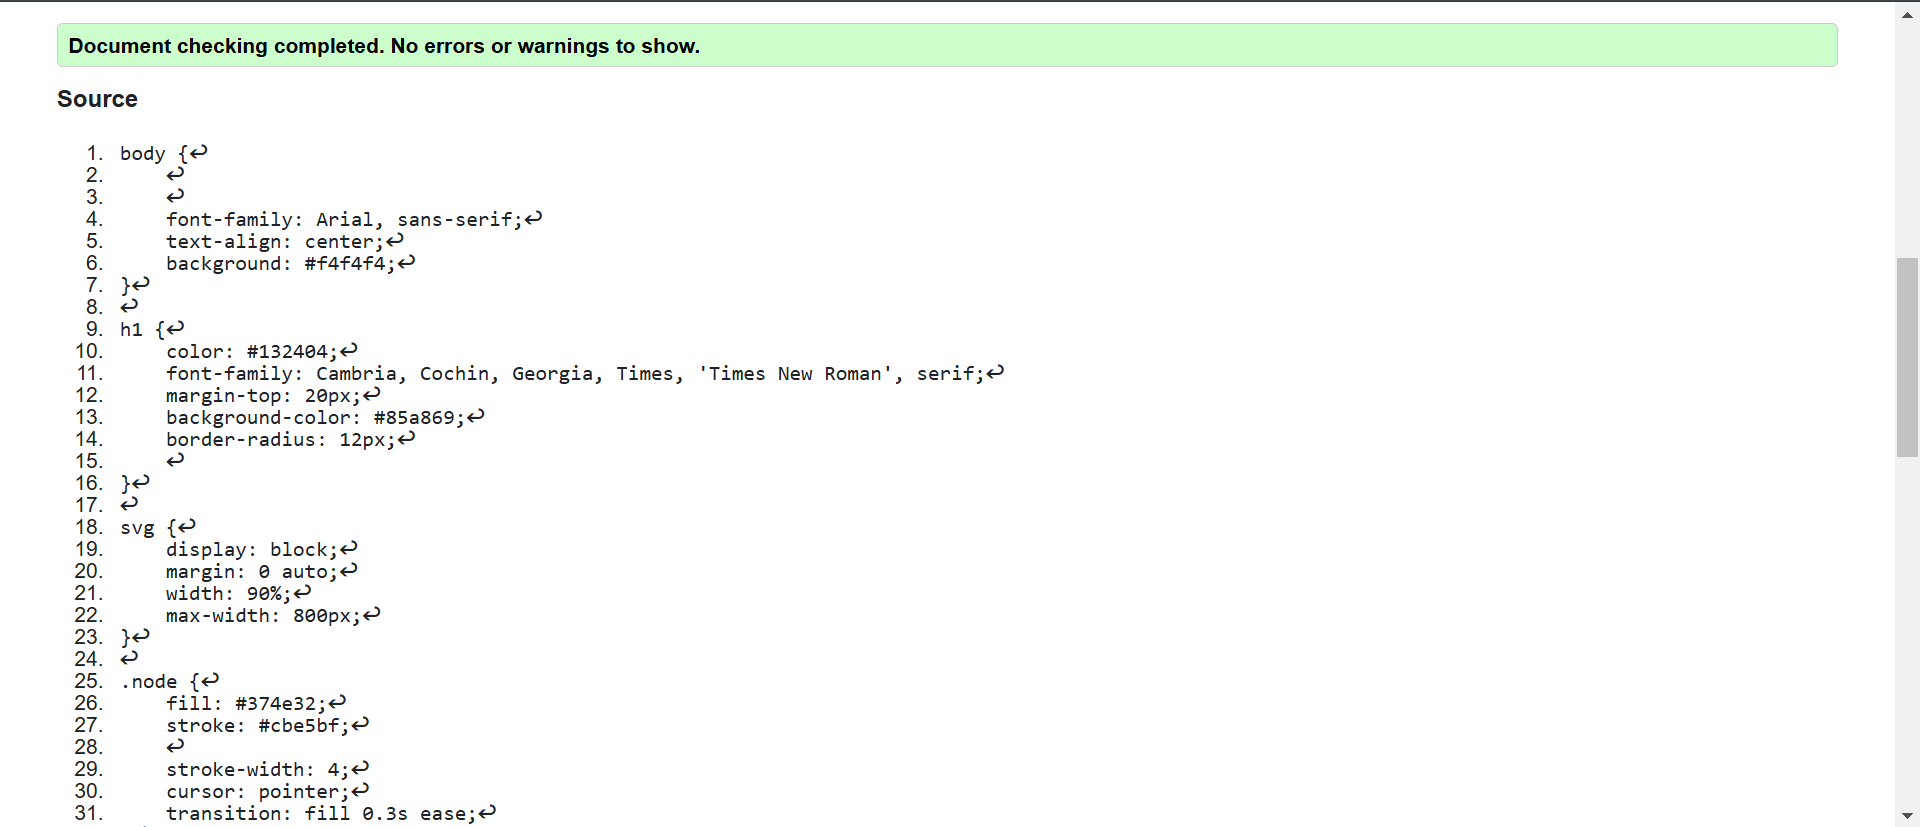 Document checking completed. No errors or warnings to show.
Source
1. body {↩
2. ↩
3. ↩
4. font-family: Arial, sans-serif;↩
5. text-align: center;↩
6. background: #f4f4f4;↩
7. }↩
8. ↩
9. h1 {↩
10. color: #132404;↩
11. font-family: Cambria, Cochin, Georgia, Times, 'Times New Roman', serif;↩
12. margin-top: 20px;↩
13. background-color: #85a869;↩
14. border-radius: 12px;↩
15. ↩
16. }↩
17. ↩
18. svg {↩
19. display: block;↩
20. margin: 0 auto;↩
21. width: 90%;↩
22. max-width: 800px;↩
23. }↩
24. ↩
25. .node {↩
26. fill: #374e32;↩
27. stroke: #cbe5bf;↩
28. ↩
29. stroke-width: 4;↩
30. cursor: pointer;↩
31. transition: fill 0.3s ease;↩